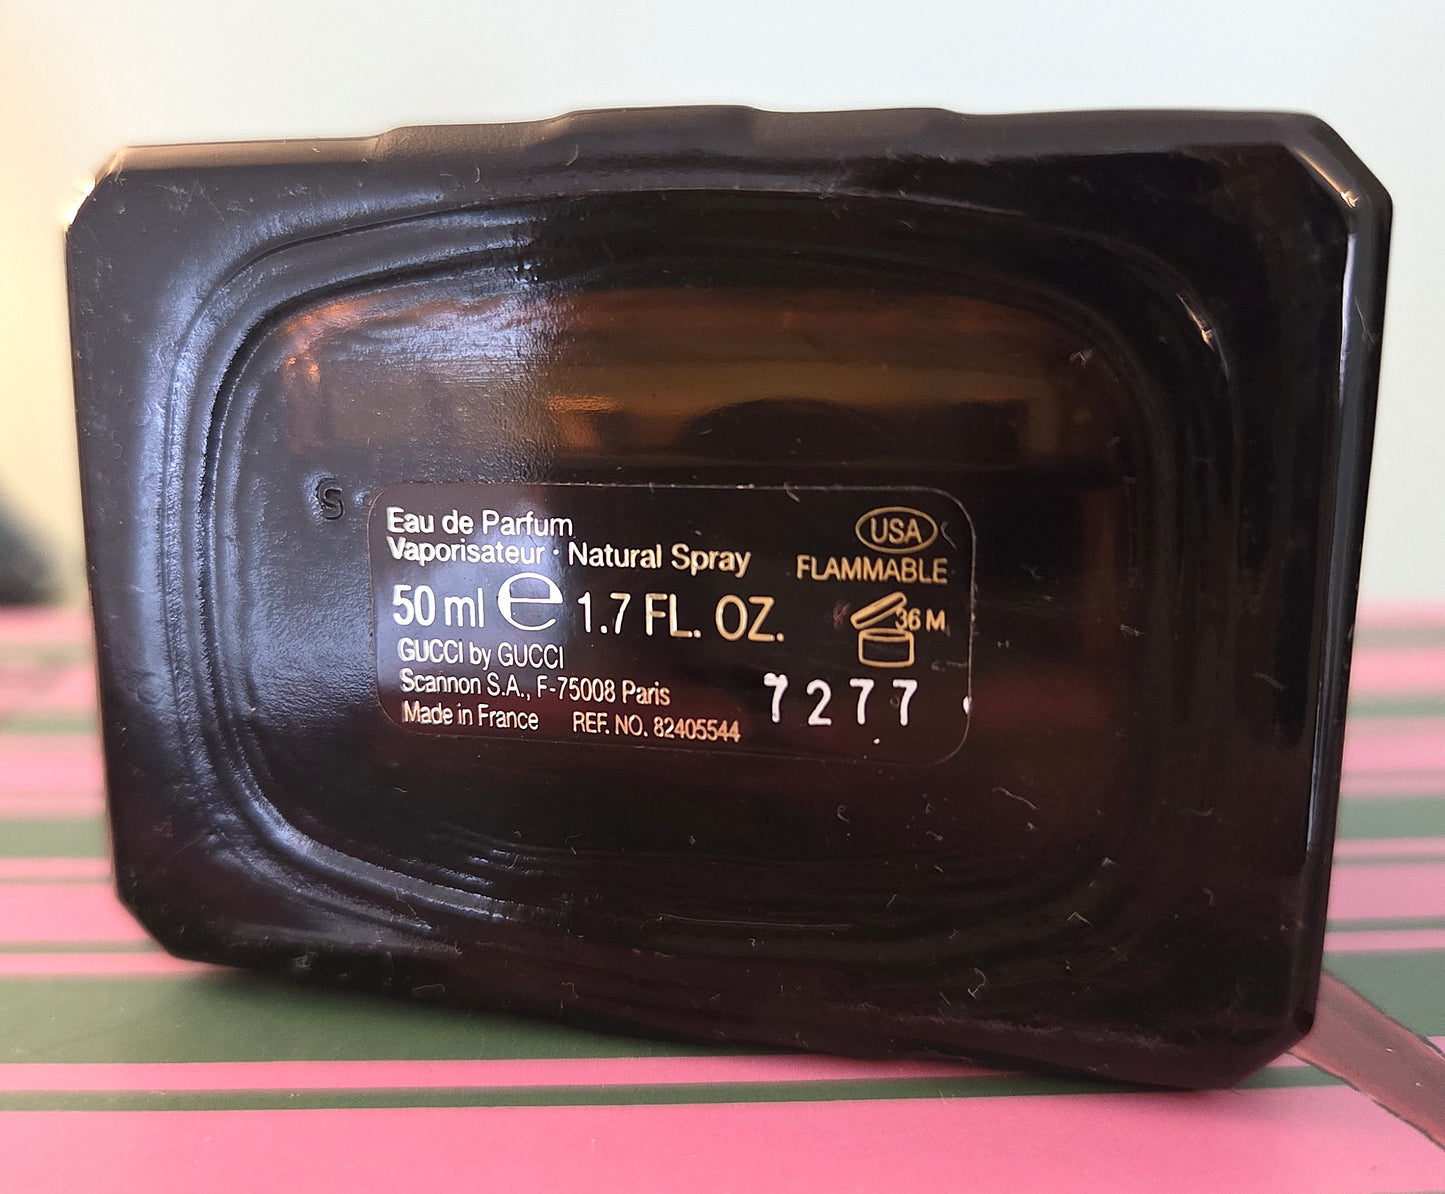 S
Eau de Parfum
Vaporisateur · Natural Spray
50 ml e 1.7 FL. OZ.
GUCCI by GUCCI
Scannon S.A., F-75008 Paris
Made in France REF. NO. 82405544
USA
FLAMMABLE
36 M
7277